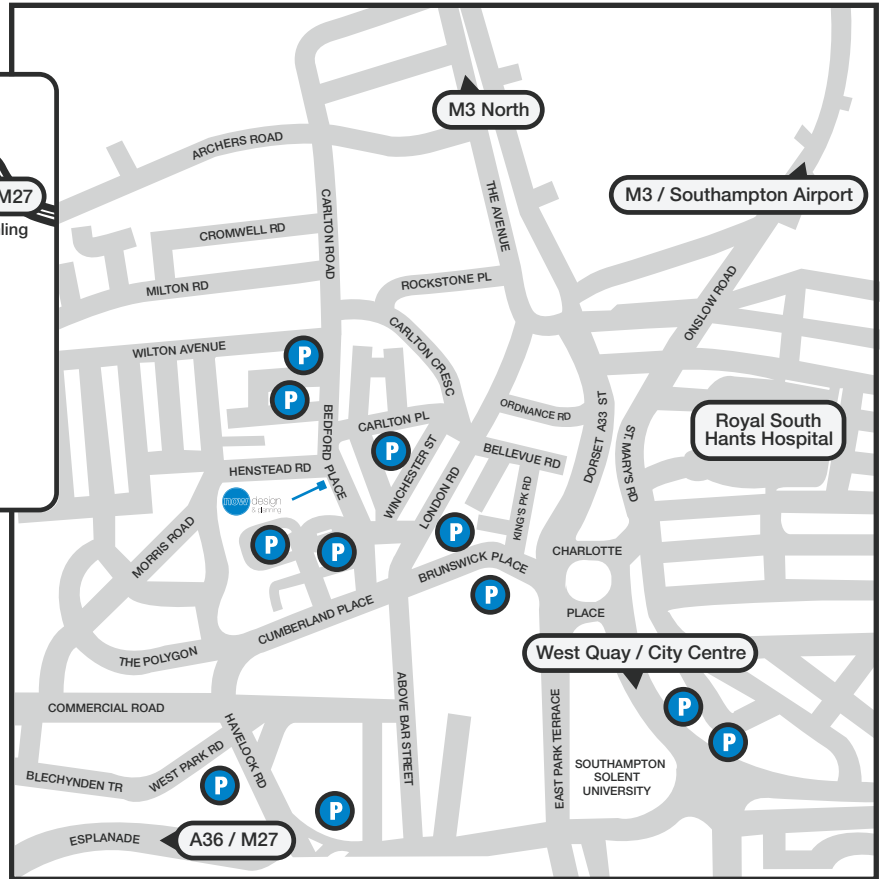 M3 North
M27
ling
M3 / Southampton Airport
ARCHERS ROAD
CARLTON ROAD
THE AVENUE
CROMWELL RD
MILTON RD
ROCKSTONE PL
ONSLOW ROAD
WILTON AVENUE
P
CARLTON CRESC
P
BEDFORD PLACE
CARLTON PL
ORDNANCE RD
DORSET A33 ST
ST. MARY'S RD
Royal South
Hants Hospital
P
WINCHESTER ST
LONDON RD
BELLEVUE RD
HENSTEAD RD
KING'S PK RD
now design
& planning
MORRIS ROAD
P
P
P
BRUNSWICK PLACE
CHARLOTTE
PLACE
P
CUMBERLAND PLACE
THE POLYGON
West Quay / City Centre
COMMERCIAL ROAD
HAVELOCK RD
ABOVE BAR STREET
EAST PARK TERRACE
P
P
BLECHYNDEN TR
WEST PARK RD
P
SOUTHAMPTON
SOLENT
UNIVERSITY
P
ESPLANADE
A36 / M27